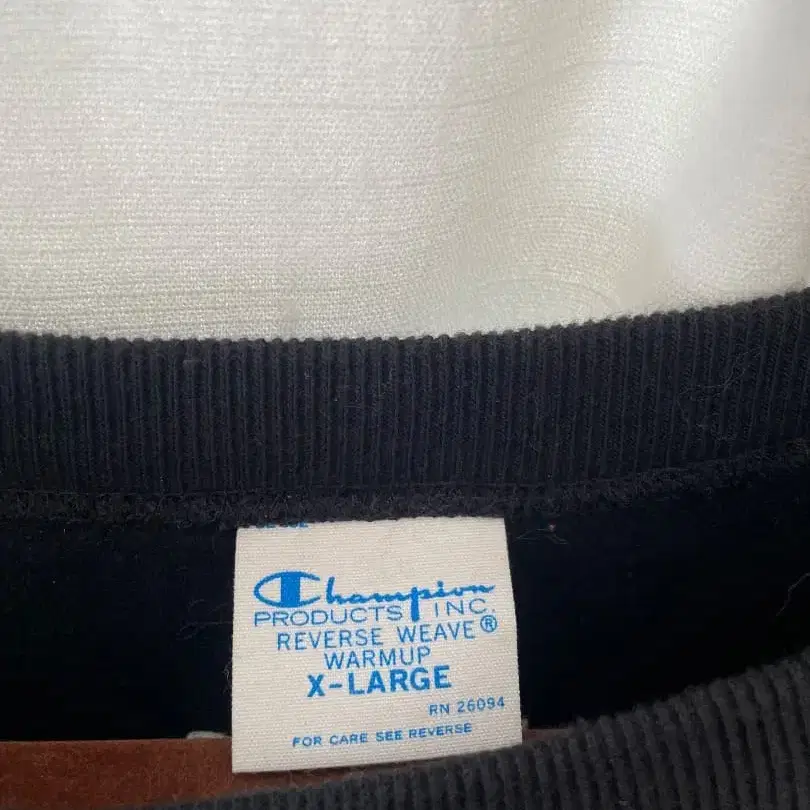 Champion
PRODUCTS INC.
REVERSE WEAVE®
WARMUP
X-LARGE
RN 26094
FOR CARE SEE REVERSE